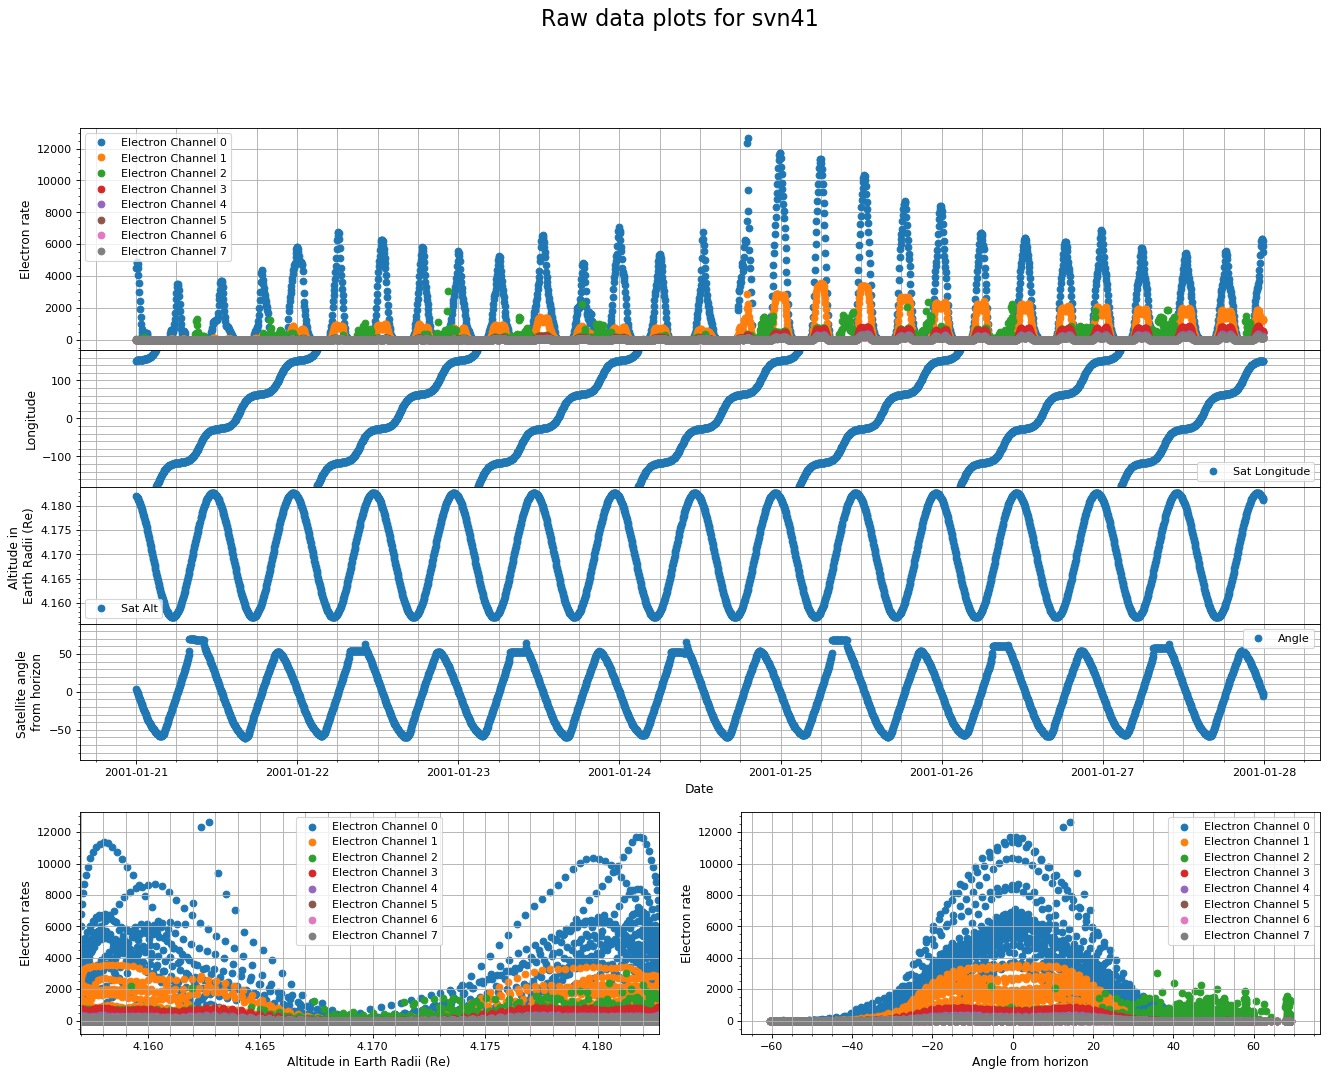 Raw data plots for svn41
Electron rate
12000
10000
8000
6000
4000
2000
0
Electron Channel 0
Electron Channel 1
Electron Channel 2
Electron Channel 3
Electron Channel 4
Electron Channel 5
Electron Channel 6
Electron Channel 7
Longitude
100
0
−100
Sat Longitude
Altitude in
Earth Radii (Re)
4.180
4.175
4.170
4.165
4.160
Sat Alt
Satellite angle
from horizon
50
0
−50
Angle
2001-01-21 2001-01-22 2001-01-23 2001-01-24 2001-01-25 2001-01-26 2001-01-27 2001-01-28
Date
Electron rates
12000
10000
8000
6000
4000
2000
0
Electron Channel 0
Electron Channel 1
Electron Channel 2
Electron Channel 3
Electron Channel 4
Electron Channel 5
Electron Channel 6
Electron Channel 7
4.160 4.165 4.170 4.175 4.180
Altitude in Earth Radii (Re)
Electron rate
12000
10000
8000
6000
4000
2000
0
Electron Channel 0
Electron Channel 1
Electron Channel 2
Electron Channel 3
Electron Channel 4
Electron Channel 5
Electron Channel 6
Electron Channel 7
−60 −40 −20 0 20 40 60
Angle from horizon